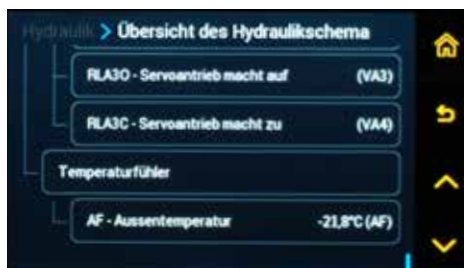 Hydraulik > Übersicht des Hydraulikschema
RLA3O - Servoantrieb macht auf (VA3)
RLA3C - Servoantrieb macht zu (VA4)
Temperaturfühler
AF - Aussentemperatur -21,8°C (AF)